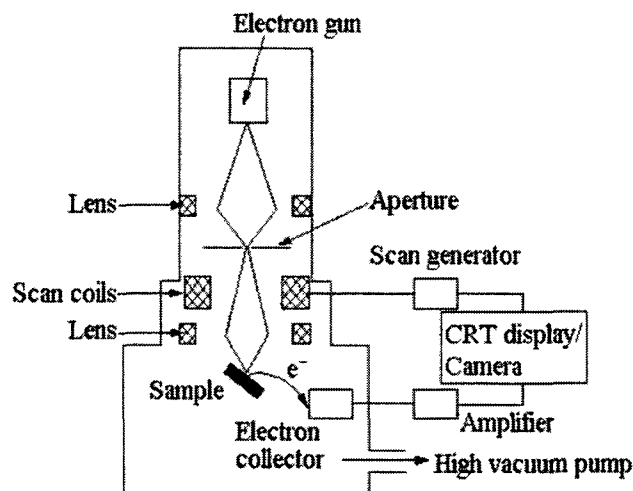 Electron gun
Lens
Aperture
Scan generator
Scan coils
CRT display/
Camera
Lens
e⁻
Sample
Amplifier
Electron
collector
High vacuum pump